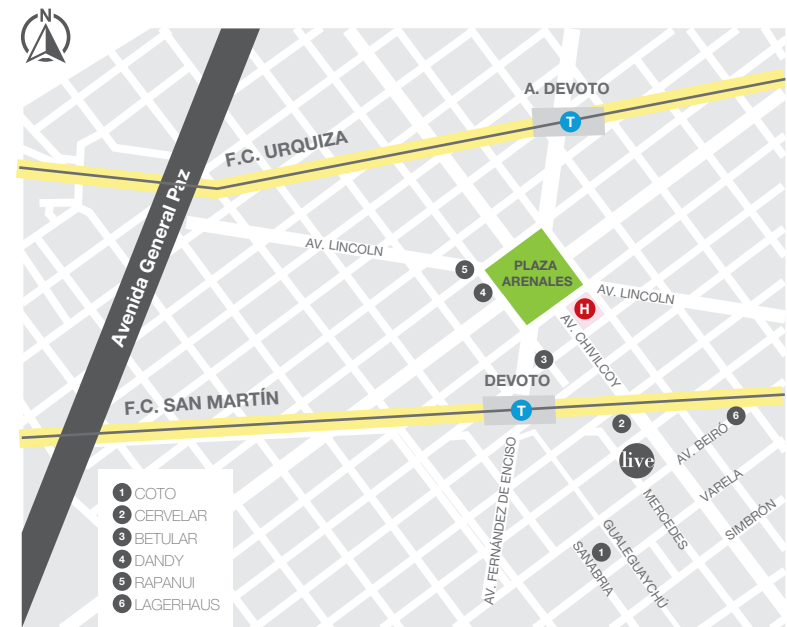 N
A. DEVOTO
T
F.C. URQUIZA
Avenida General Paz
AV. LINCOLN
5
4
PLAZA
ARENALES
AV. LINCOLN
H
AV. CHIVILCOY
3
DEVOTO
T
F.C. SAN MARTÍN
2
6
live
AV. BEIRÓ
VARELA
SIMBRÓN
MERCEDES
GUALEGUAYCHÚ
1
SANABRIA
AV. FERNÁNDEZ DE ENCISO
1 COTO
2 CERVELAR
3 BETULAR
4 DANDY
5 RAPANUI
6 LAGERHAUS